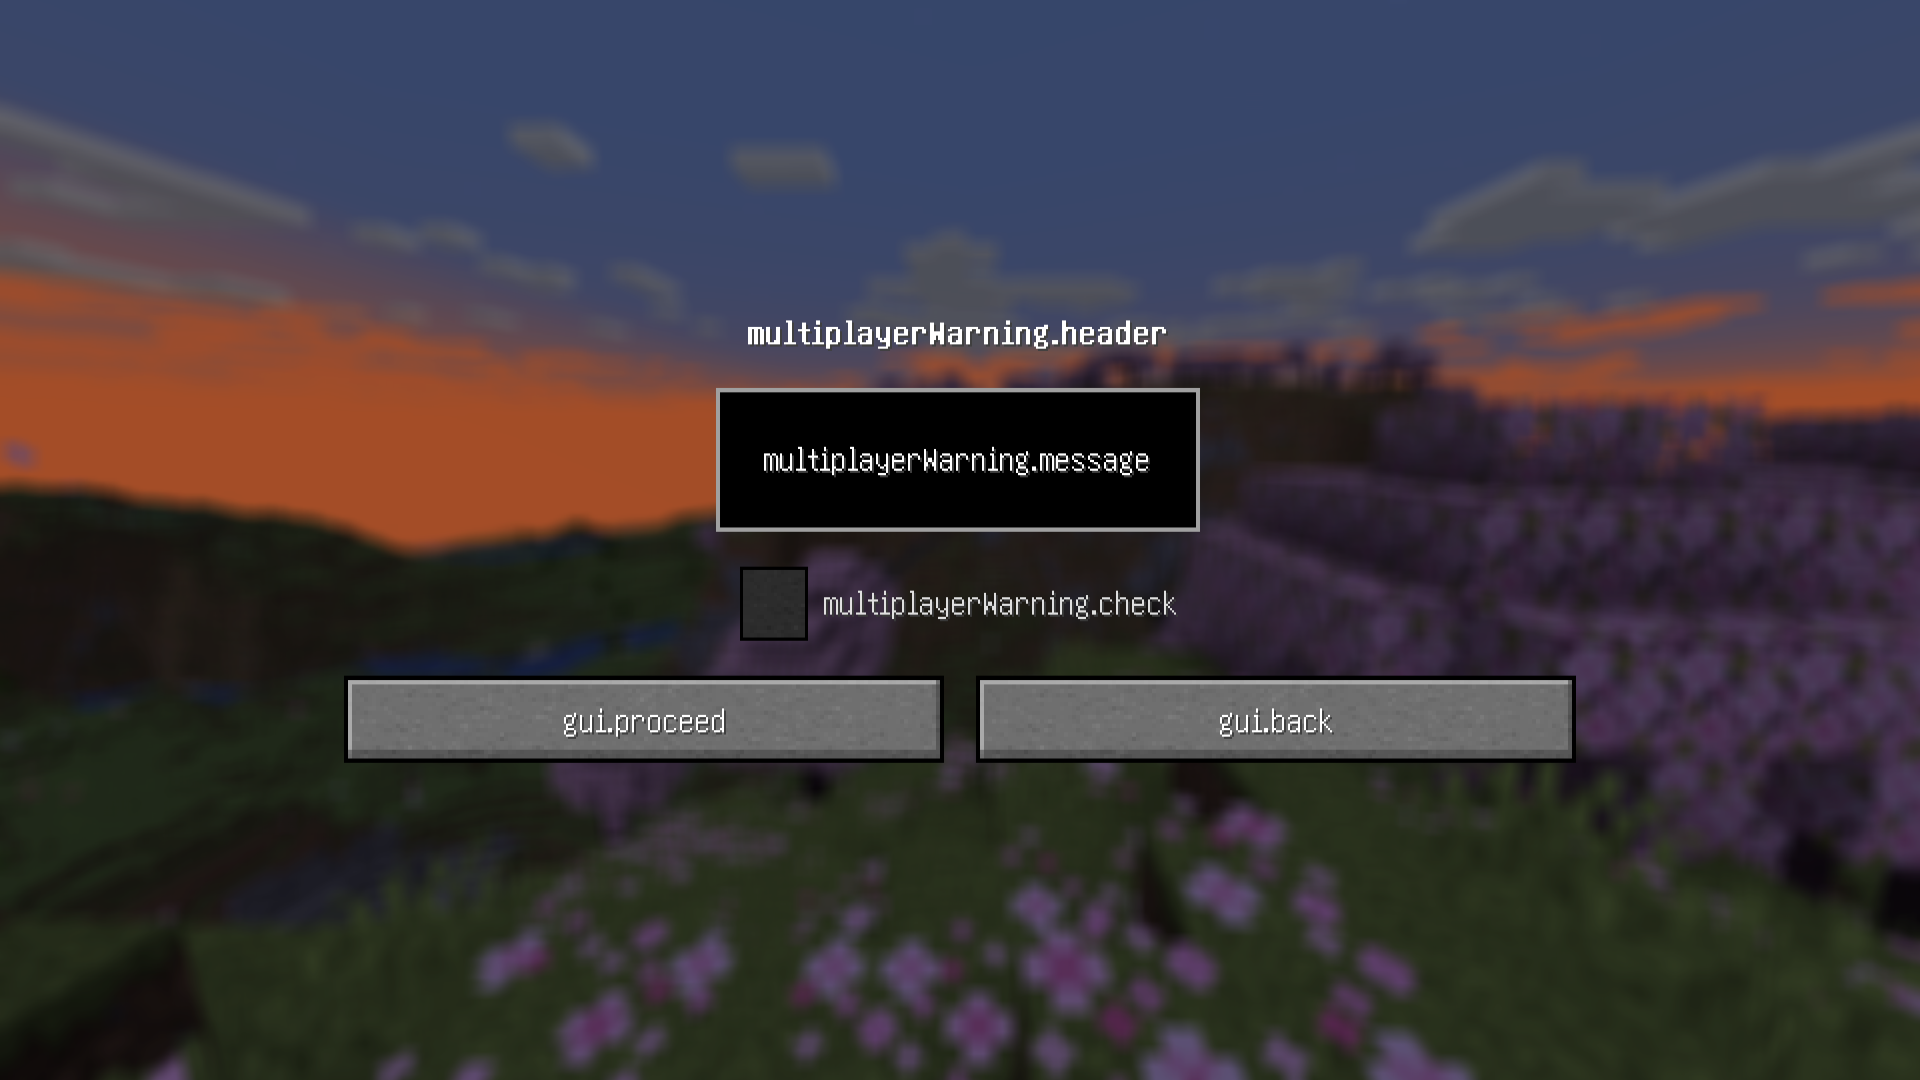 multiplayerWarning.header
multiplayerWarning.message
multiplayerWarning.check
gui.proceed
gui.back